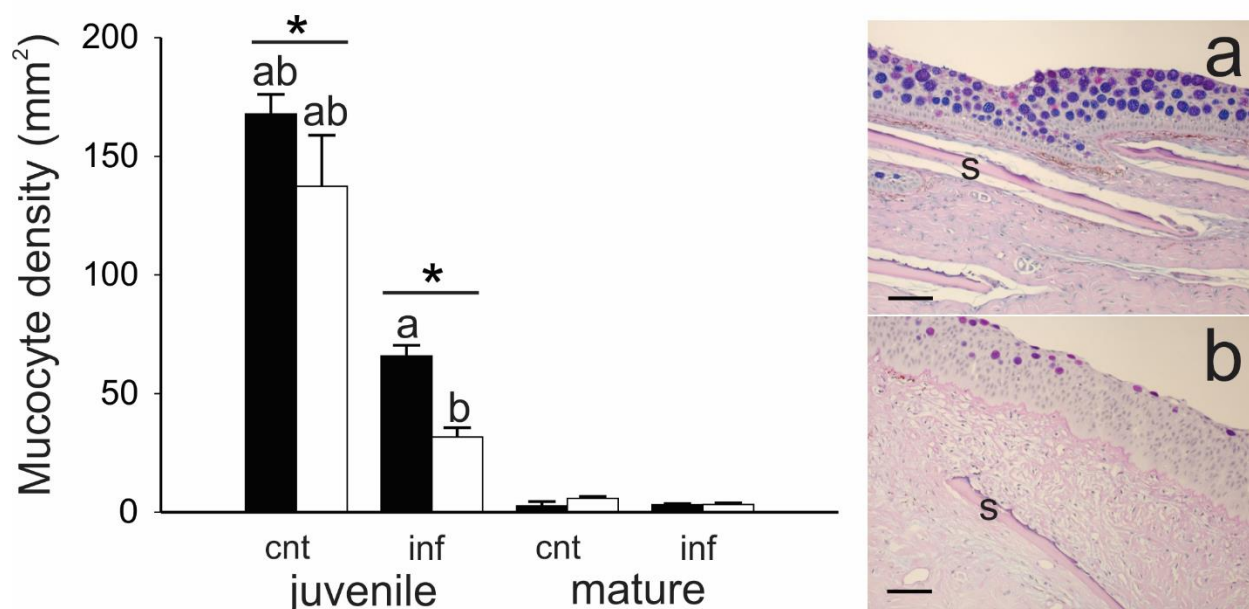 Mucocyte density (mm²)
200
150
100
50
0
*
ab
ab
*
a
b
cnt
inf
cnt
inf
juvenile
mature
a
s
b
s